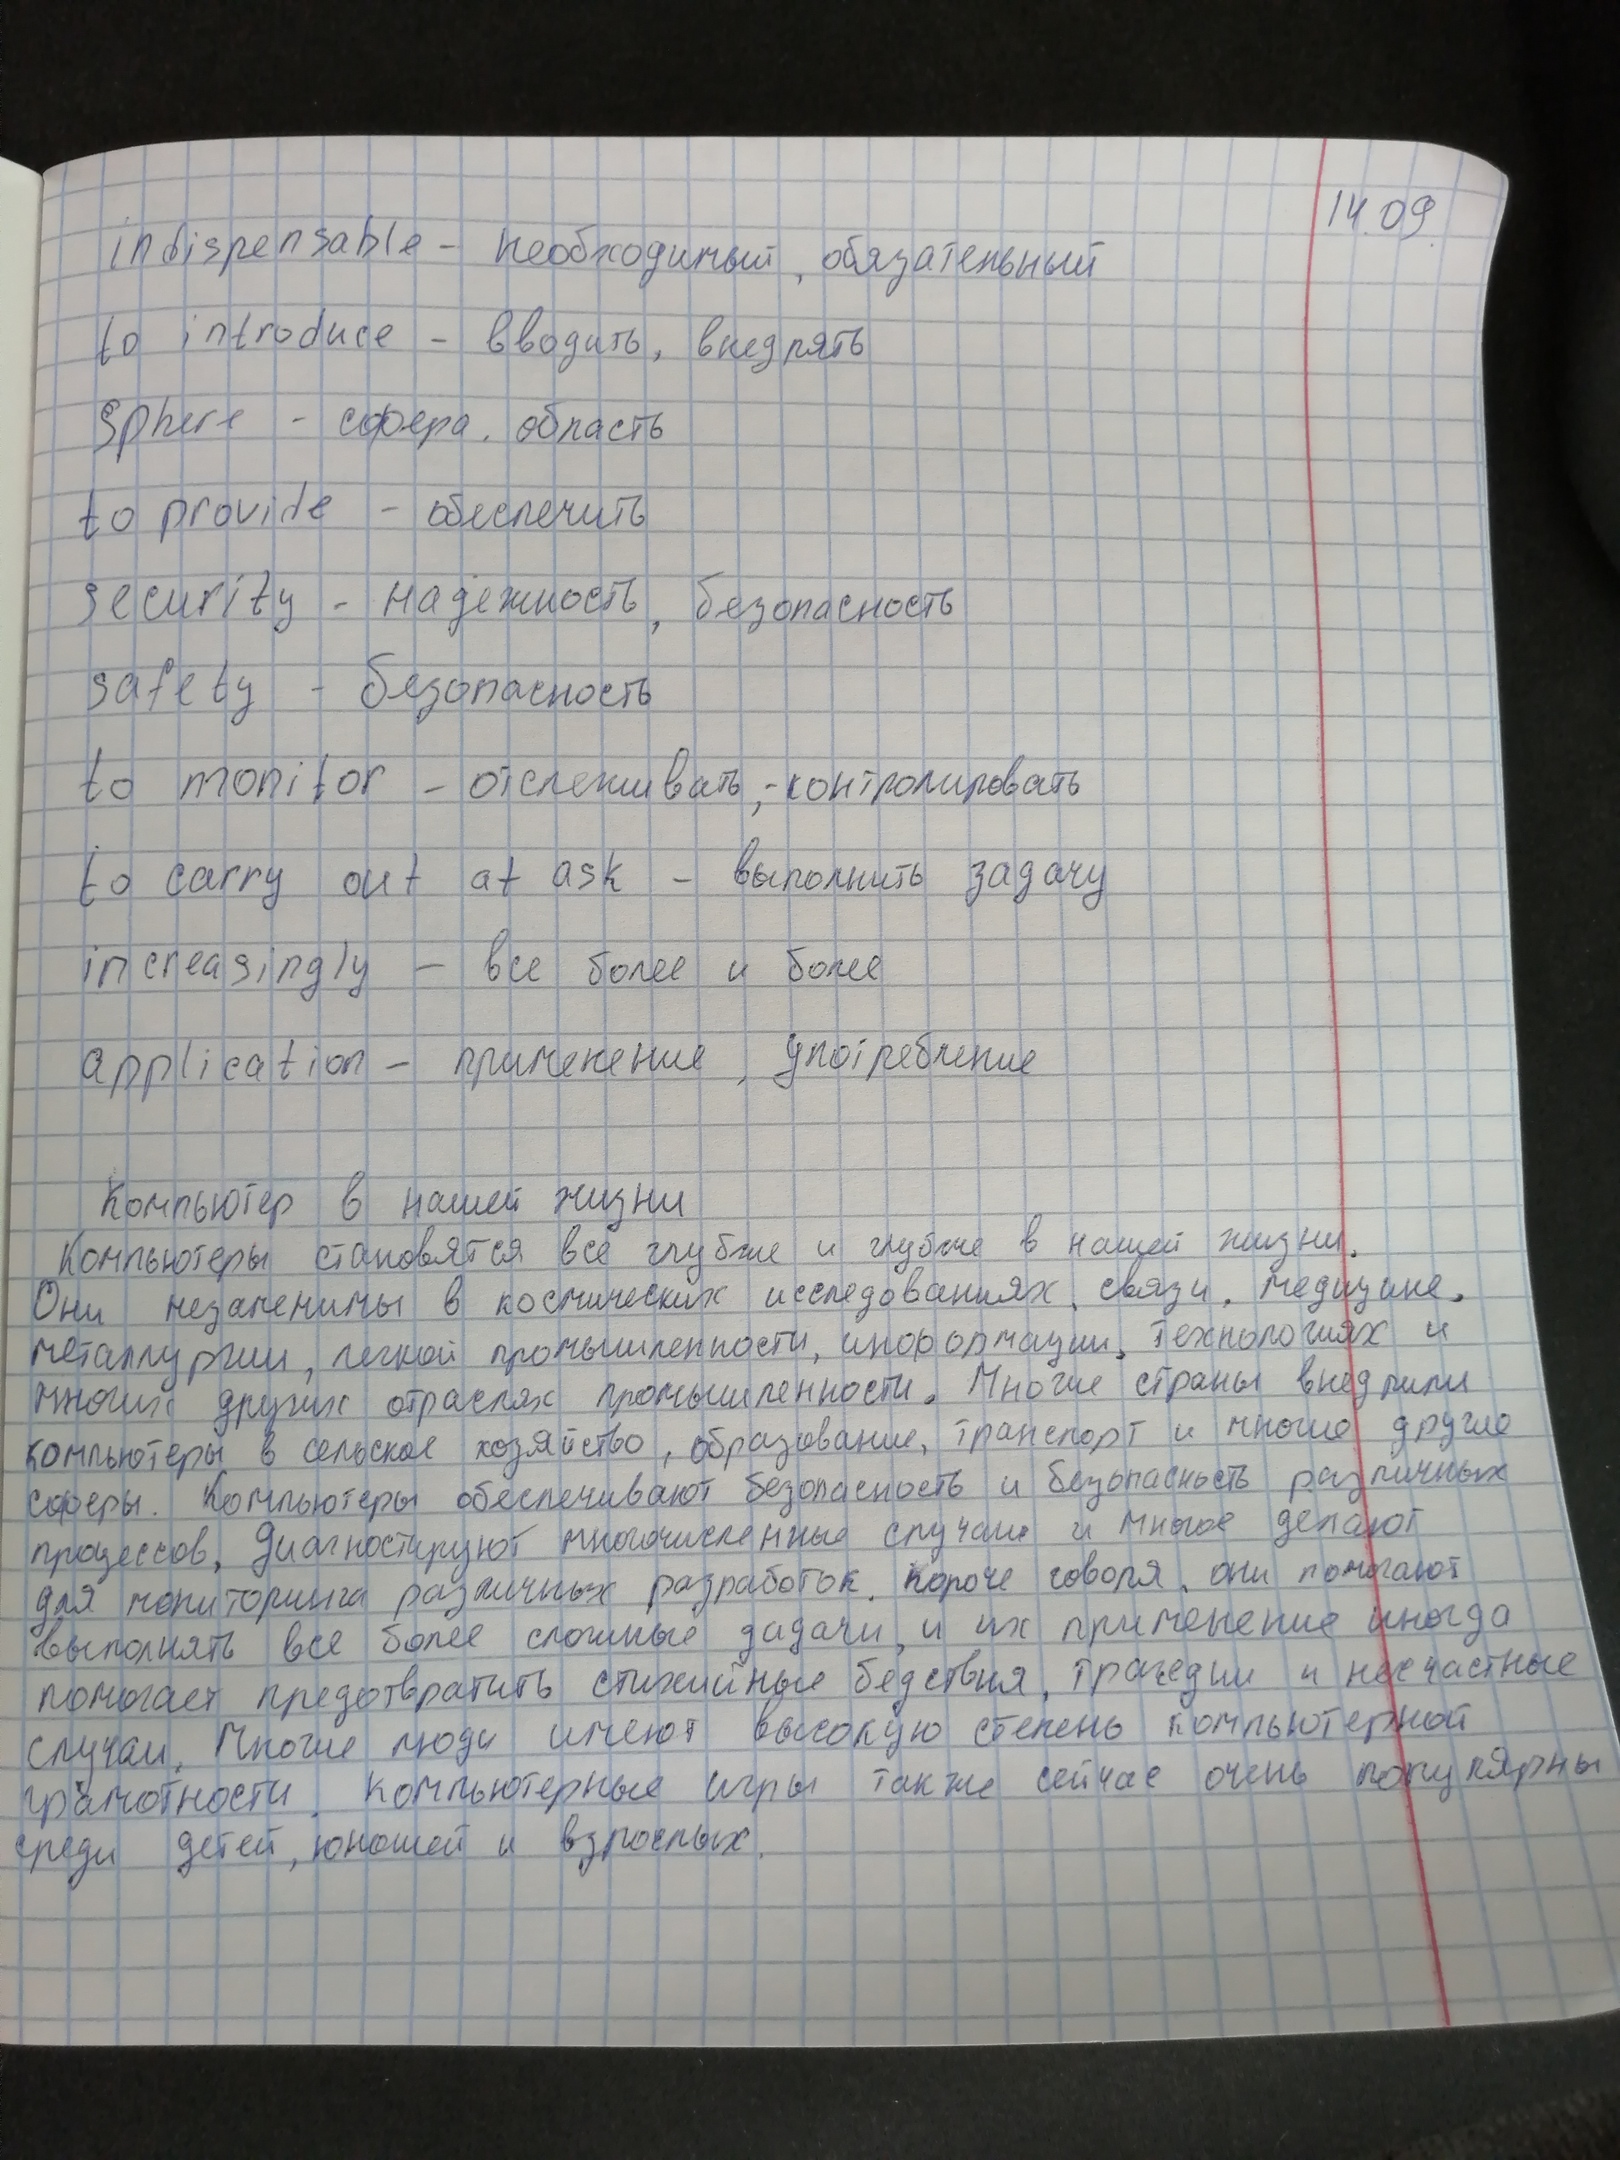 14.09.
indispensable - необходимый, обязательный
to introduce - вводить, внедрять
sphere - сфера, область
to provide - обеспечить
security - надежность, безопасность
safety - безопасность
to monitor - отслеживать, - контролировать
to carry out at ask - выполнить задачу
increasingly - все более и более
application - применение, употребление
Компьютер в нашей жизни
Компьютеры становятся все глубже и глубже в нашей жизни.
Они незаменимы в космических исследованиях, связи, медицине,
металлургии, легкой промышленности, информации, технологиях и
многих других отраслях промышленности. Многие страны внедрили
компьютеры в сельское хозяйство, образование, транспорт и многие другие
сферы. Компьютеры обеспечивают безопасность и безопасность различных
процессов, диагностируют многочисленные случаи и многое делают
для мониторинга различных разработок. Короче говоря, они помогают
выполнять все более сложные задачи, и их применение иногда
помогает предотвратить стихийные бедствия, трагедии и несчастные
случаи. Многие люди имеют высокую степень компьютерной
грамотности. Компьютерные игры также сейчас очень популярны
среди детей, юношей и взрослых.